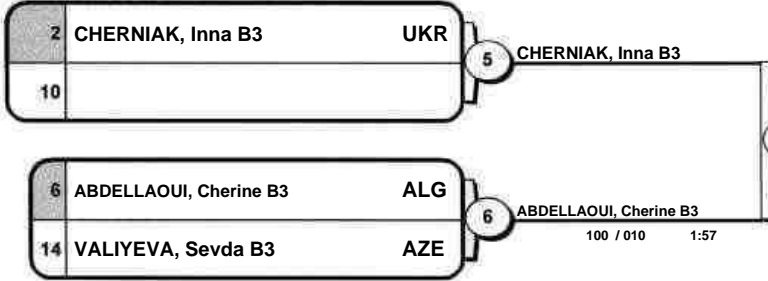 2 CHERNIAK, Inna B3 UKR
5 CHERNIAK, Inna B3
10
6 ABDELLAOUI, Cherine B3 ALG
6 ABDELLAOUI, Cherine B3
100 / 010 1:57
14 VALIYEVA, Sevda B3 AZE